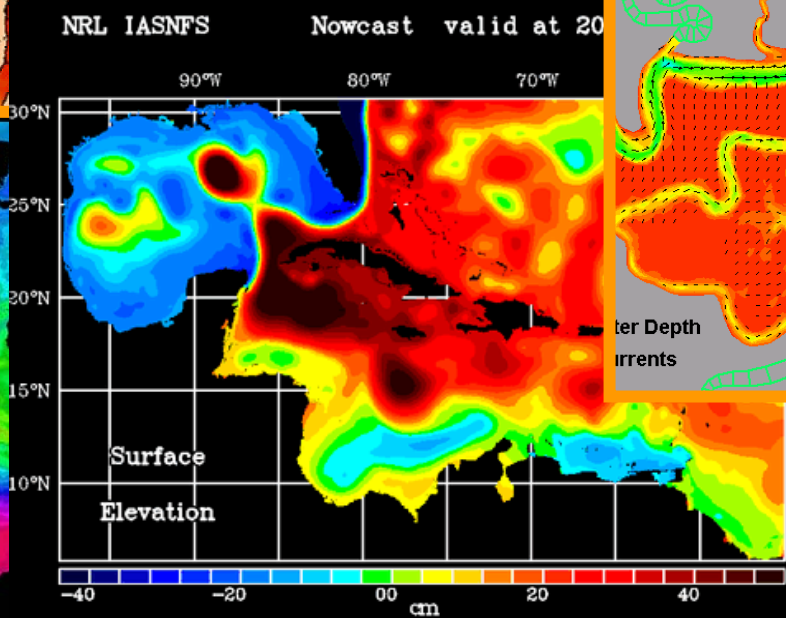 NRL IASNFS Nowcast valid at 20
90°W 80°W 70°W
30°N
25°N
20°N
15°N
10°N
Surface
Elevation
ter Depth
urrents
-40 -20 00 20 40
cm